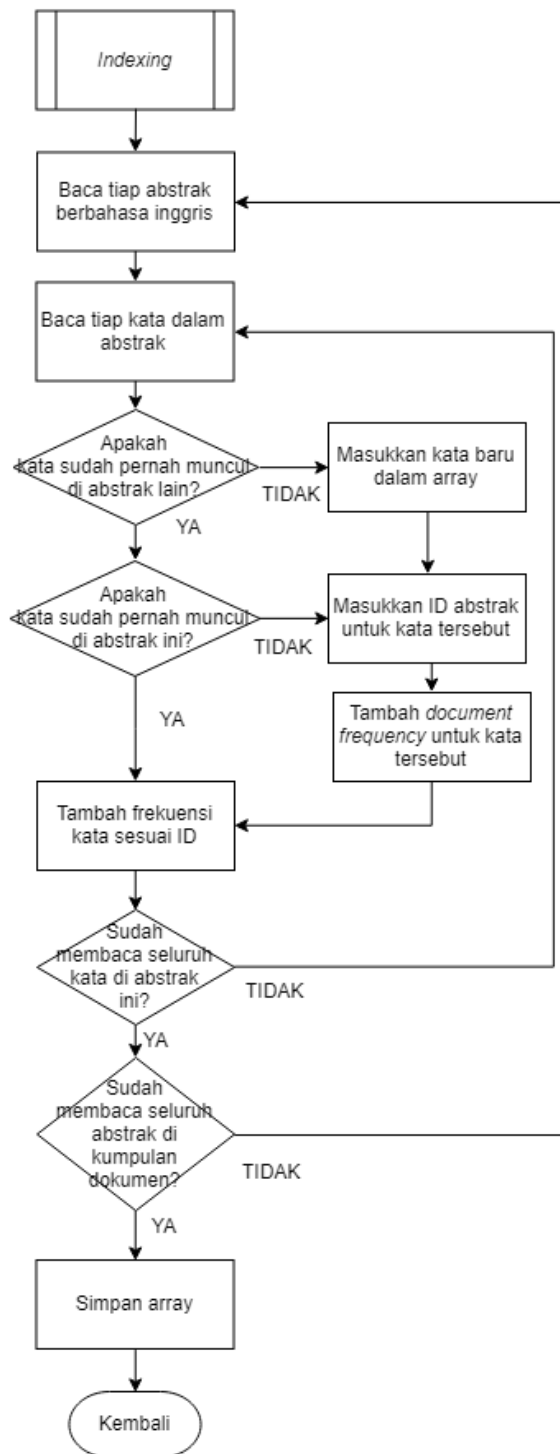 Indexing
Baca tiap abstrak
berbahasa inggris
Baca tiap kata dalam
abstrak
Apakah
kata sudah pernah muncul
di abstrak lain?
TIDAK
Masukkan kata baru
dalam array
YA
Apakah
kata sudah pernah muncul
di abstrak ini?
TIDAK
Masukkan ID abstrak
untuk kata tersebut
YA
Tambah document
frequency untuk kata
tersebut
Tambah frekuensi
kata sesuai ID
Sudah
membaca seluruh
kata di abstrak
ini?
TIDAK
YA
Sudah
membaca seluruh
abstrak di
kumpulan
dokumen?
TIDAK
YA
Simpan array
Kembali